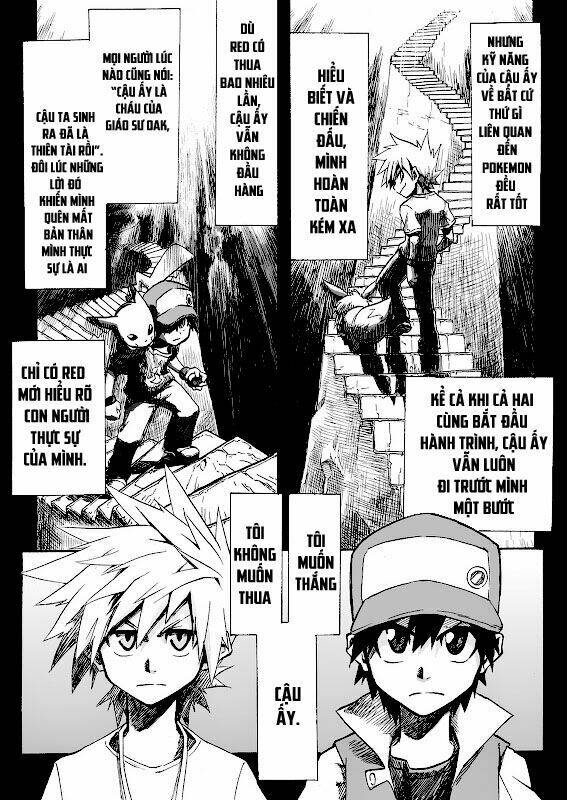 NHƯNG
KỸ NĂNG
CỦA CẬU ẤY
VỀ BẤT CỨ
THỨ GÌ
LIÊN QUAN
ĐẾN
POKEMON
ĐỀU
RẤT TỐT
HIỂU
BIẾT VÀ
CHIẾN
ĐẤU,
MÌNH
HOÀN
TOÀN
KÉM XA
KỂ CẢ KHI CẢ HAI
CÙNG BẮT ĐẦU
HÀNH TRÌNH, CẬU ẤY
VẪN LUÔN
ĐI TRƯỚC MÌNH
MỘT BƯỚC
DÙ
RED CÓ
THUA
BAO NHIÊU
LẦN,
CẬU ẤY
VẪN
KHÔNG
ĐẦU
HÀNG
MỌI NGƯỜI LÚC
NÀO CŨNG NÓI:
"CẬU ẤY LÀ
CHÁU CỦA
GIÁO SƯ OAK,
CẬU TA SINH
RA ĐÃ LÀ
THIÊN TÀI RỒI".
ĐÔI LÚC NHỮNG
LỜI ĐÓ
KHIẾN MÌNH
QUÊN MẤT
BẢN THÂN
MÌNH THỰC
SỰ LÀ AI
CHỈ CÓ RED
MỚI HIỂU RÕ
CON NGƯỜI
THỰC SỰ
CỦA MÌNH.
TÔI
MUỐN
THẮNG
TÔI
KHÔNG
MUỐN
THUA
CẬU
ẤY.